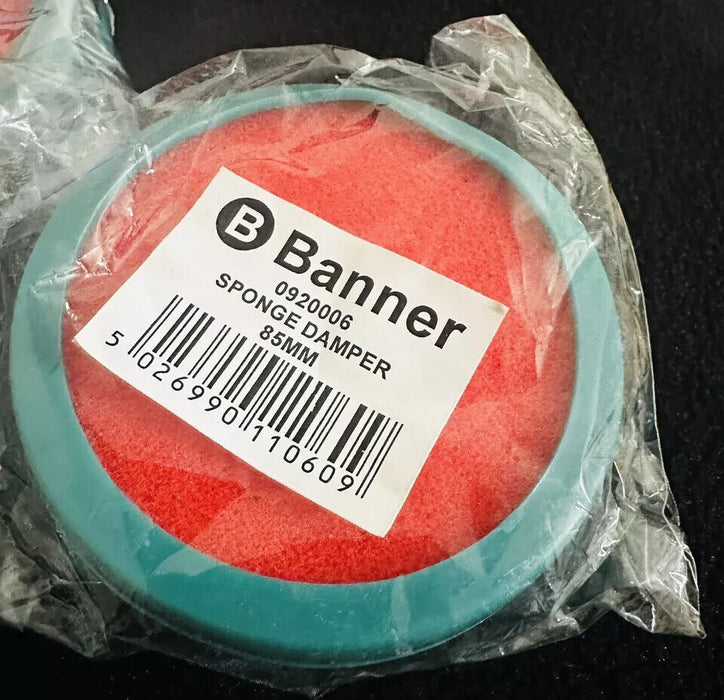 B Banner
0920006
SPONGE DAMPER
85MM
5 026990 110609